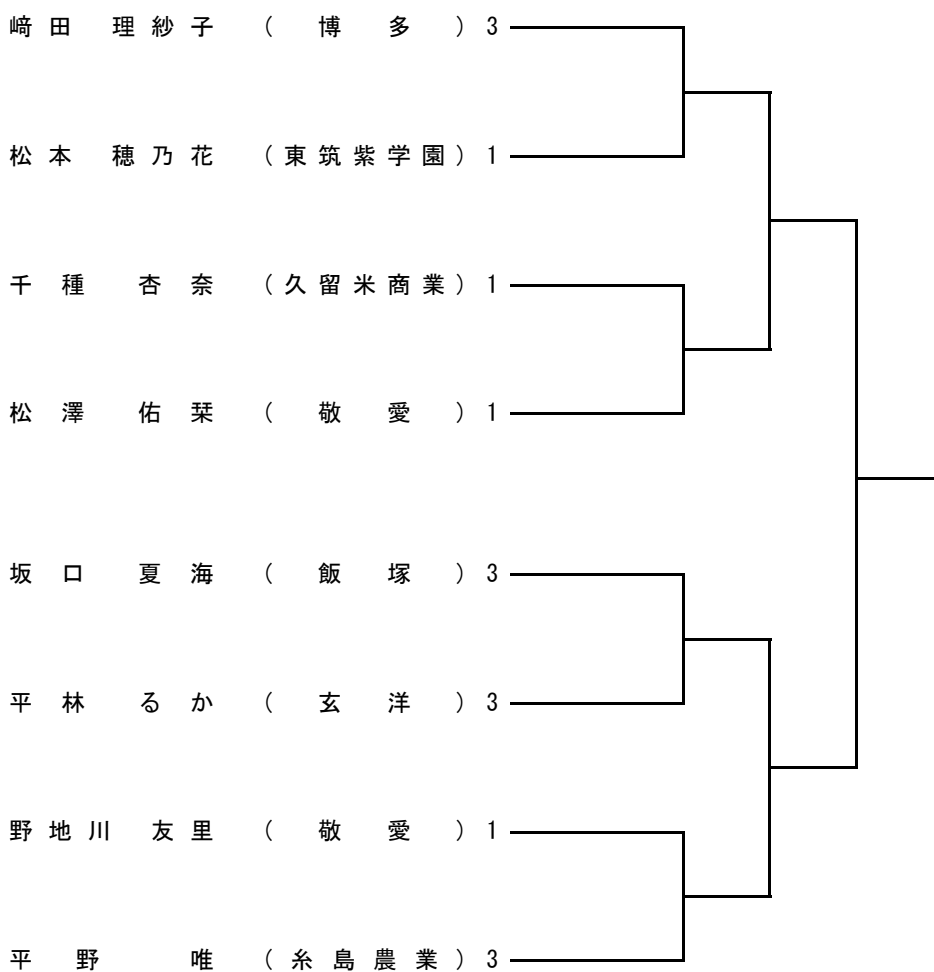 﨑田 理紗子 (博多) 3
松本 穂乃花 (東筑紫学園) 1
千種 杏奈 (久留米商業) 1
松澤 佑栞 (敬愛) 1
坂口 夏海 (飯塚) 3
平林 るか (玄洋) 3
野地川 友里 (敬愛) 1
平野 唯 (糸島農業) 3